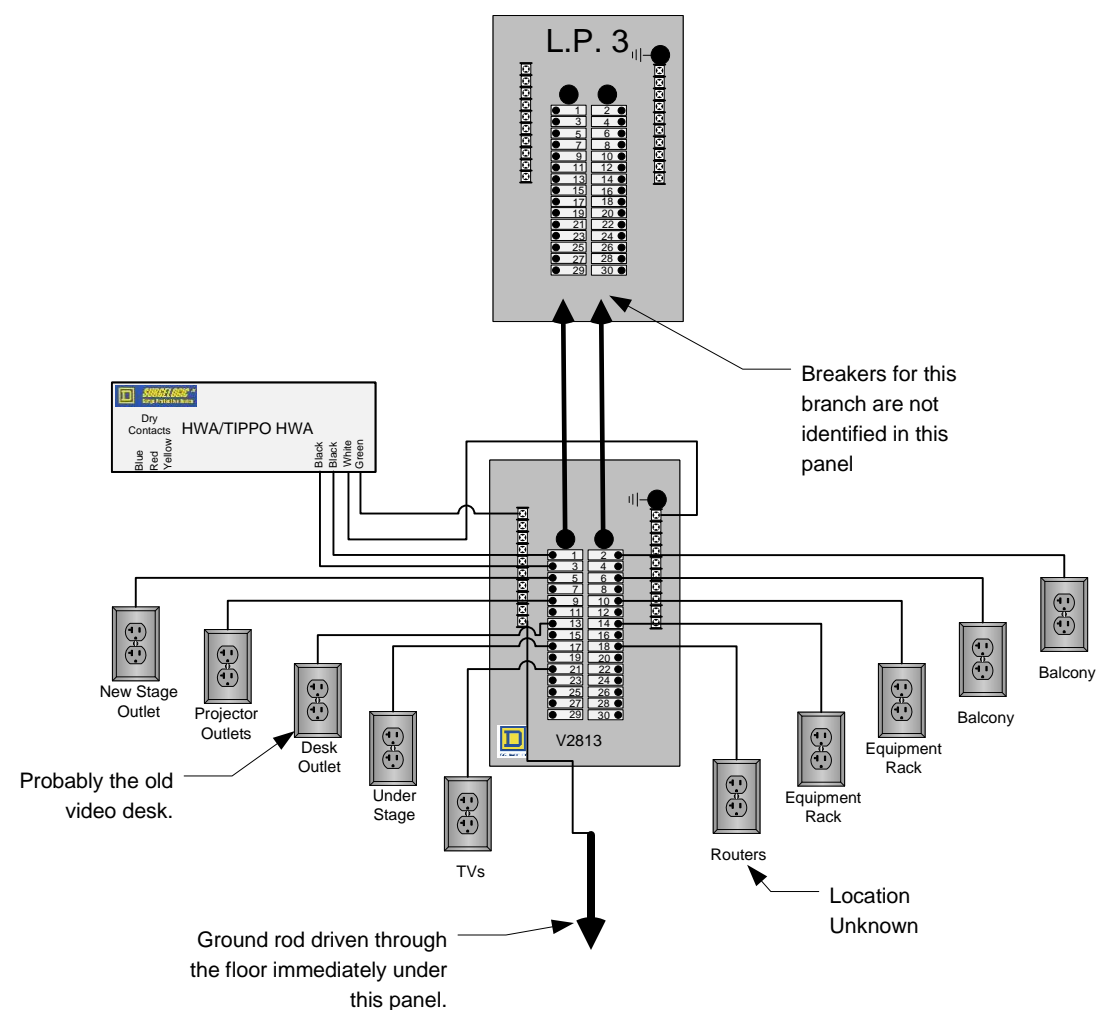 L.P. 3
1 2
3 4
5 6
7 8
9 10
11 12
13 14
15 16
17 18
19 20
21 22
23 24
25 26
27 28
29 30
Breakers for this
branch are not
identified in this
panel
SURGELOGIC
Surge Protective Device
Dry
Contacts
HWA/TIPPO HWA
Blue
Red
Yellow
Black
Black
White
Green
1 2
3 4
5 6
7 8
9 10
11 12
13 14
15 16
17 18
19 20
21 22
23 24
25 26
27 28
29 30
V2813
New Stage
Outlet
Projector
Outlets
Desk
Outlet
Under
Stage
TVs
Balcony
Balcony
Equipment
Rack
Equipment
Rack
Routers
Probably the old
video desk.
Location
Unknown
Ground rod driven through
the floor immediately under
this panel.